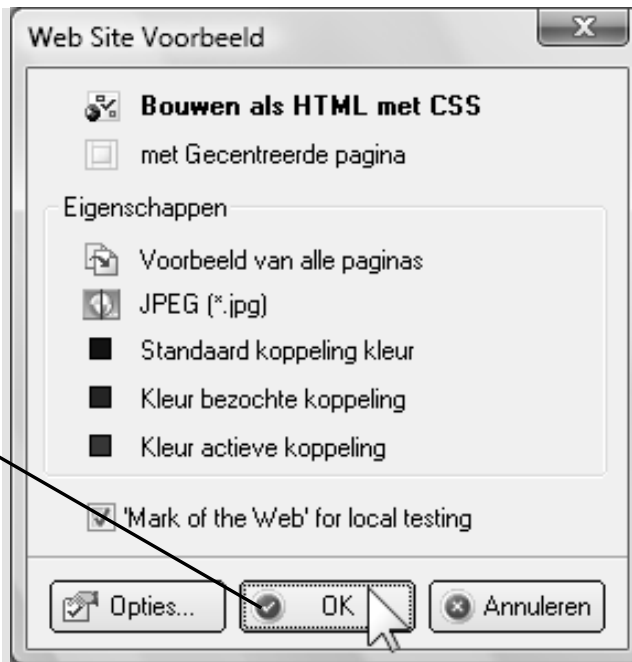 Web Site Voorbeeld
Bouwen als HTML met CSS
met Gecentreerde pagina
Eigenschappen
Voorbeeld van alle paginas
JPEG (*.jpg)
Standaard koppeling kleur
Kleur bezochte koppeling
Kleur actieve koppeling
'Mark of the Web' for local testing
Opties... OK Annuleren